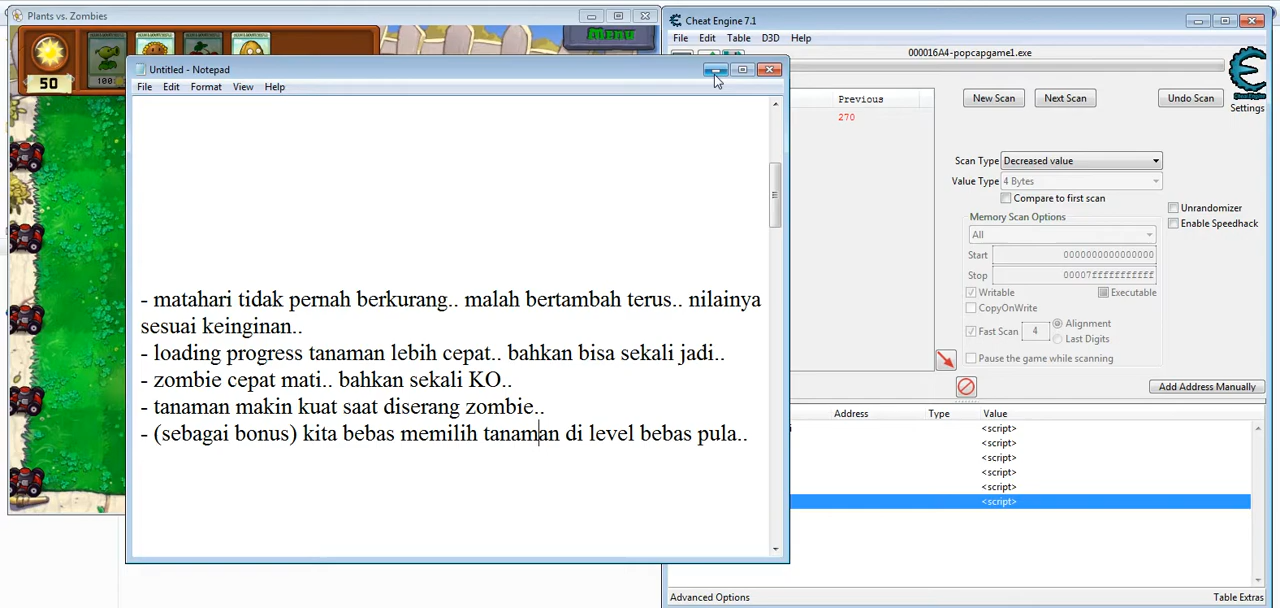 Plants vs. Zombies
Menu
50
100
Untitled - Notepad
File Edit Format View Help
- matahari tidak pernah berkurang.. malah bertambah terus.. nilainya
sesuai keinginan..
- loading progress tanaman lebih cepat.. bahkan bisa sekali jadi..
- zombie cepat mati.. bahkan sekali KO..
- tanaman makin kuat saat diserang zombie..
- (sebagai bonus) kita bebas memilih tanaman di level bebas pula..
Cheat Engine 7.1
File Edit Table D3D Help
000016A4-popcapgame1.exe
Settings
Previous
270
New Scan Next Scan Undo Scan
Scan Type Decreased value
Value Type 4 Bytes
Compare to first scan
Memory Scan Options
All
Start 0000000000000000
Stop 00007fffffffffff
Writable Executable
CopyOnWrite
Fast Scan 4 Alignment
Last Digits
Pause the game while scanning
Unrandomizer
Enable Speedhack
Add Address Manually
Address Type Value
<script>
<script>
<script>
<script>
<script>
<script>
Advanced Options Table Extras